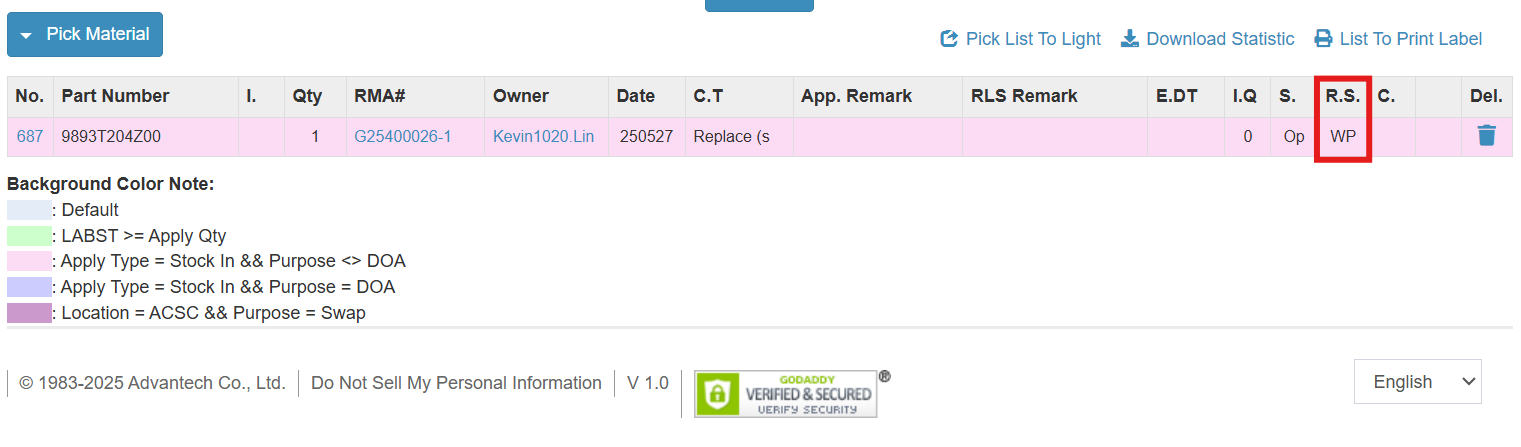 Pick Material
Pick List To Light Download Statistic List To Print Label
No. Part Number I. Qty RMA# Owner Date C.T App. Remark RLS Remark E.DT I.Q S. R.S. C. Del.
687 9893T204Z00 1 G25400026-1 Kevin1020.Lin 250527 Replace (s 0 Op WP
Background Color Note:
: Default
: LABST >= Apply Qty
: Apply Type = Stock In && Purpose <> DOA
: Apply Type = Stock In && Purpose = DOA
: Location = ACSC && Purpose = Swap
© 1983-2025 Advantech Co., Ltd. Do Not Sell My Personal Information V 1.0
GODADDY
VERIFIED & SECURED
VERIFY SECURITY
®
English